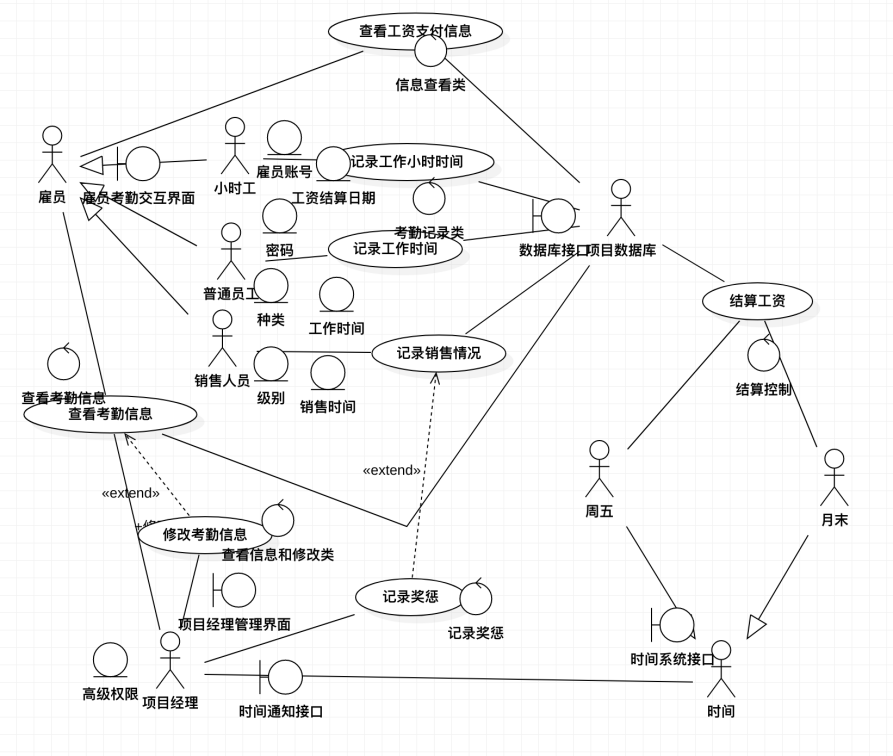 查看工资支付信息
信息查看类
雇员
雇员考勤交互界面
小时工
雇员账号
记录工作小时时间
工资结算日期
考勤记录类
密码
记录工作时间
数据库接口
项目数据库
普通员工
种类
工作时间
结算工资
销售人员
级别
销售时间
记录销售情况
结算控制
查看考勤信息
查看考勤信息
«extend»
«extend»
周五
月末
修改考勤信息
查看信息和修改类
项目经理管理界面
记录奖惩
记录奖惩
高级权限
项目经理
时间通知接口
时间系统接口
时间